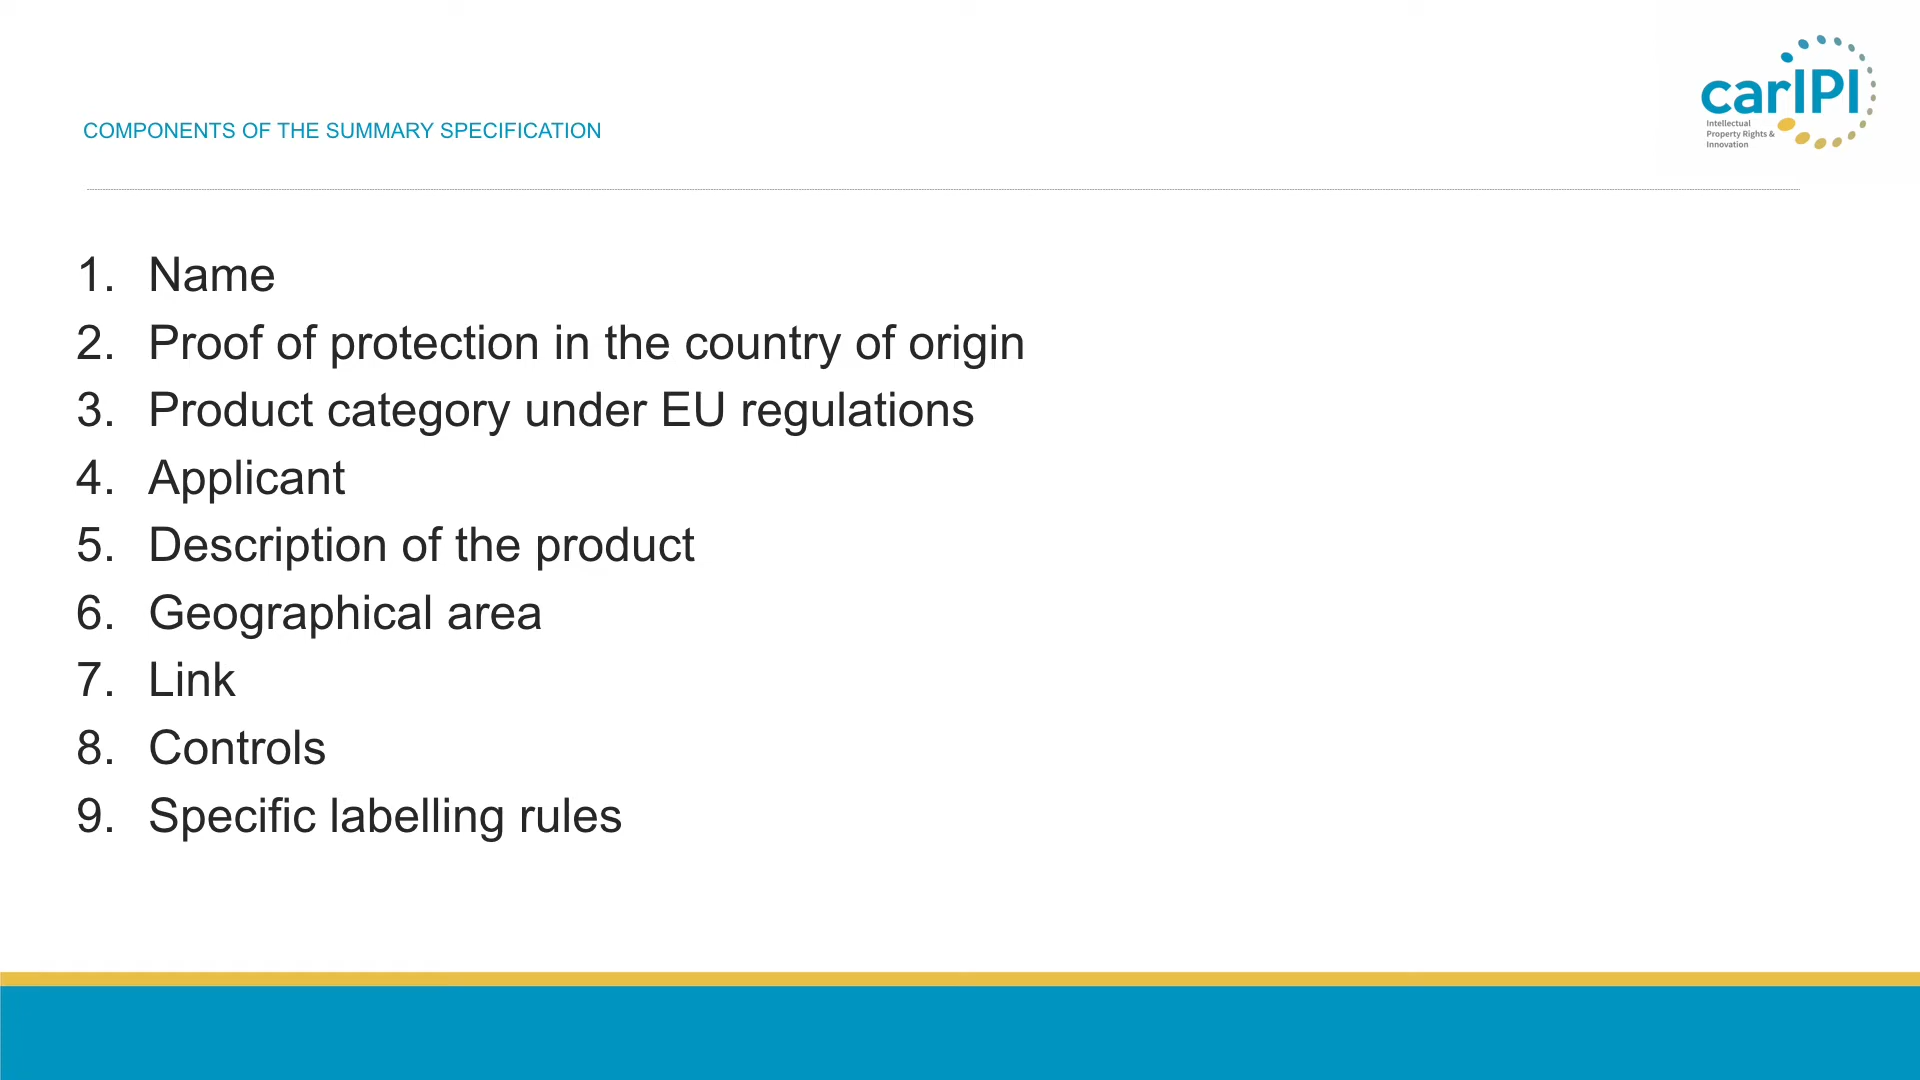 carIPI
Intellectual
Property Rights &
Innovation
COMPONENTS OF THE SUMMARY SPECIFICATION
1. Name
2. Proof of protection in the country of origin
3. Product category under EU regulations
4. Applicant
5. Description of the product
6. Geographical area
7. Link
8. Controls
9. Specific labelling rules